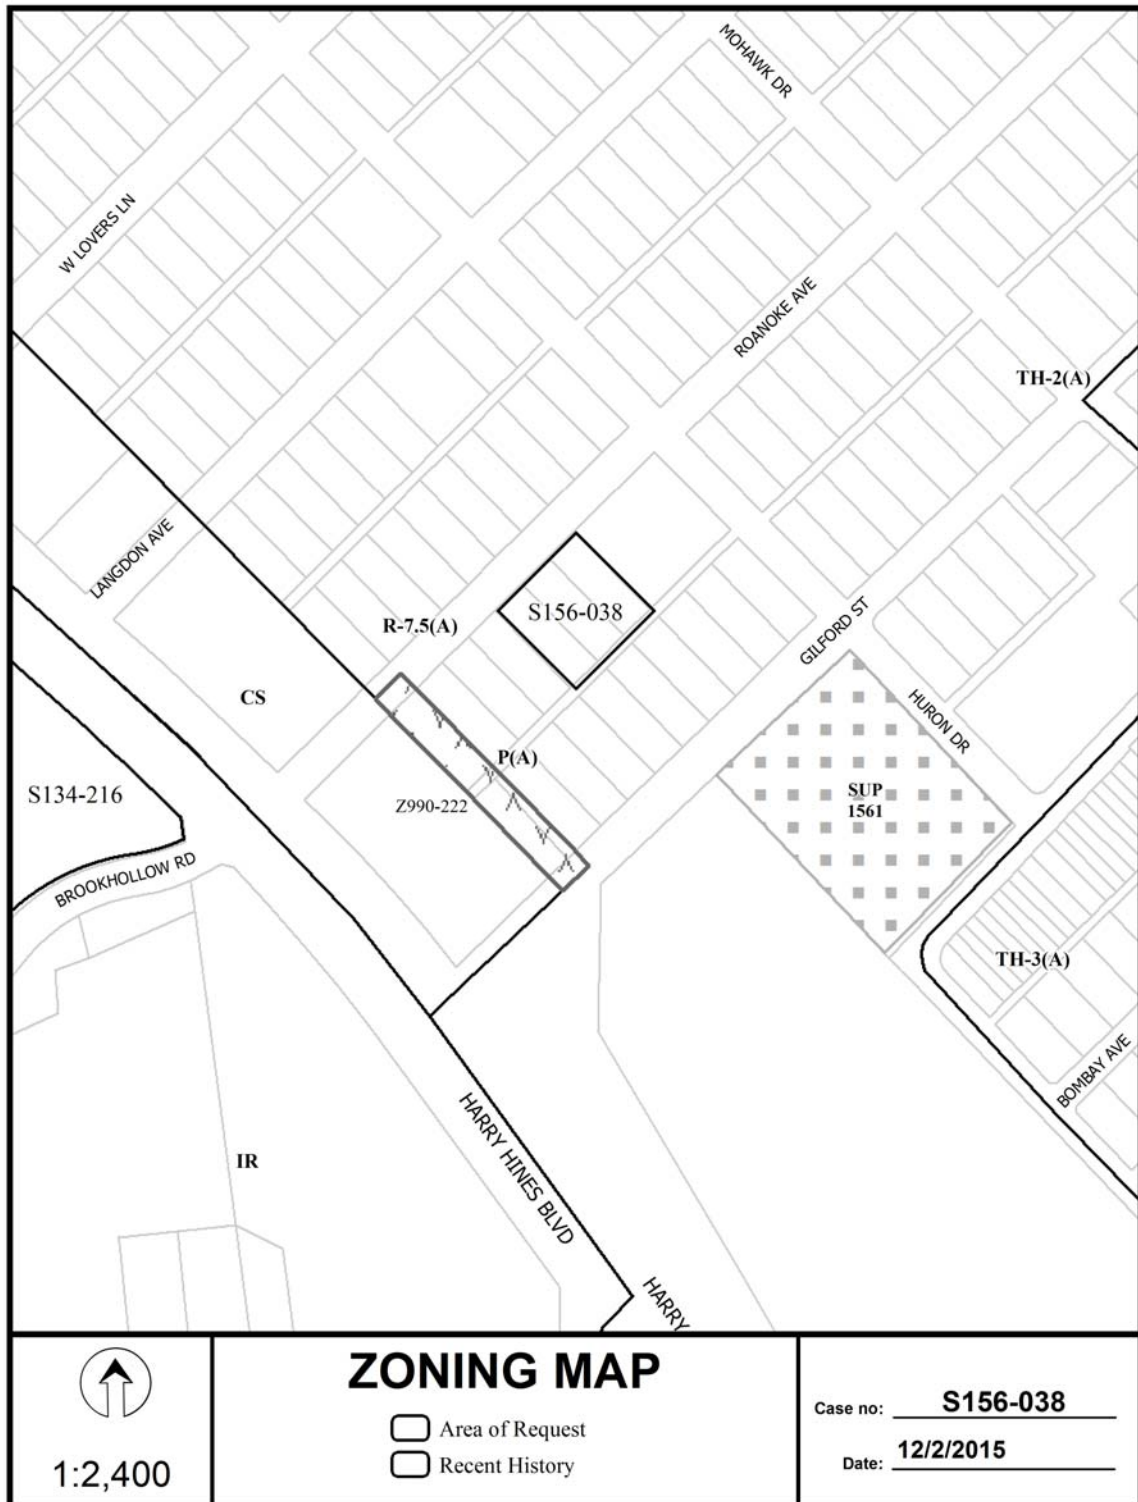 MOHAWK DR
W LOVERS LN
ROANOKE AVE
TH-2(A)
LANGDON AVE
S156-038
R-7.5(A)
GILFORD ST
CS
HURON DR
P(A)
S134-216
Z990-222
SUP
1561
BROOKHOLLOW RD
TH-3(A)
BOMBAY AVE
IR
HARRY HINES BLVD
HARRY
1:2,400
ZONING MAP
Area of Request
Recent History
Case no: S156-038
Date: 12/2/2015